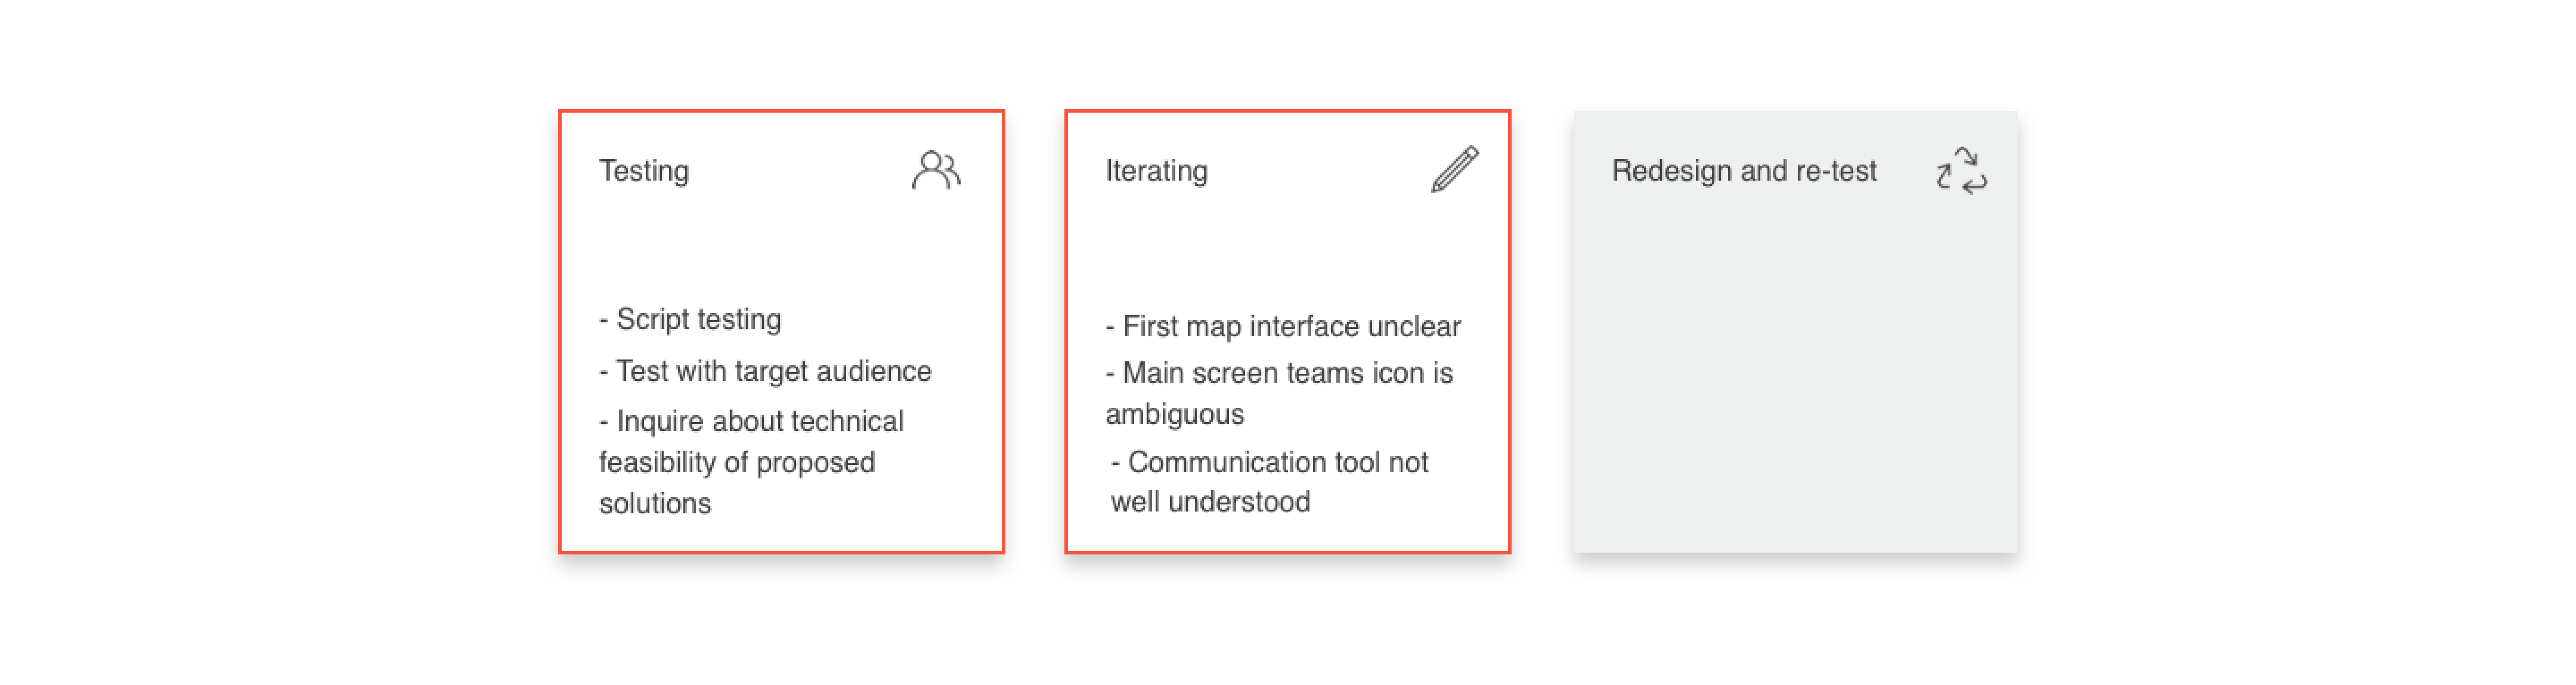 Testing
- Script testing
- Test with target audience
- Inquire about technical
feasibility of proposed
solutions
Iterating
- First map interface unclear
- Main screen teams icon is
ambiguous
- Communication tool not
well understood
Redesign and re-test